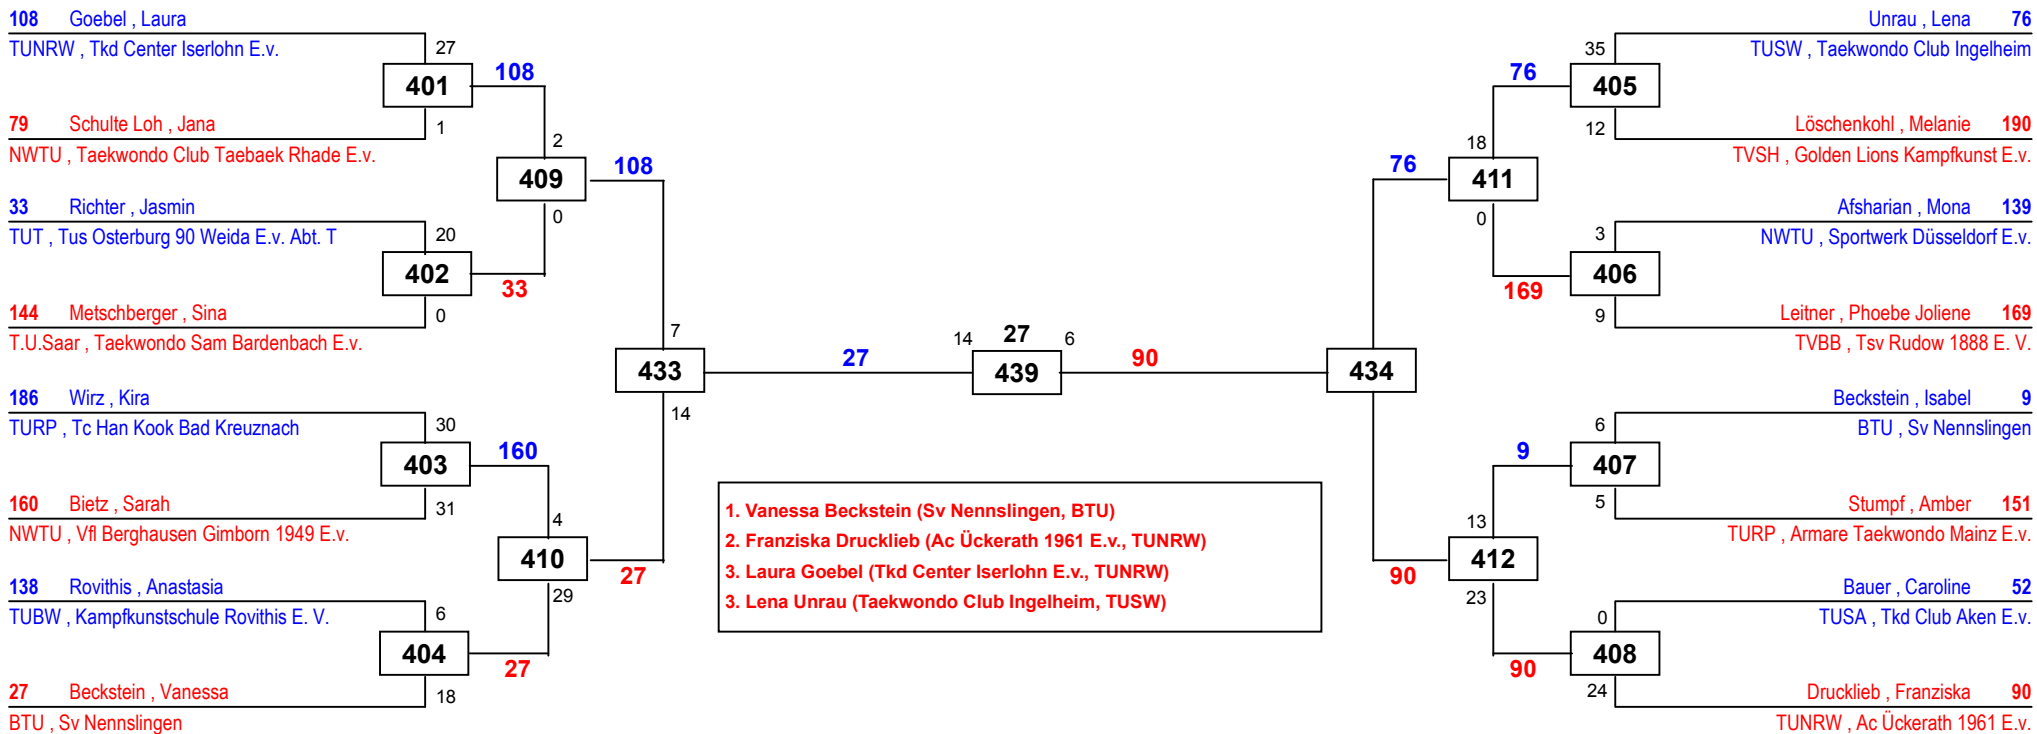 108 Goebel , Laura
TUNRW , Tkd Center Iserlohn E.v.
27
401
108
1
79 Schulte Loh , Jana
NWTU , Taekwondo Club Taebaek Rhade E.v.
2
409
108
0
33 Richter , Jasmin
TUT , Tus Osterburg 90 Weida E.v. Abt. T
20
402
33
0
144 Metschberger , Sina
T.U.Saar , Taekwondo Sam Bardenbach E.v.
7
433
27
14
186 Wirz , Kira
TURP , Tc Han Kook Bad Kreuznach
30
403
160
31
160 Bietz , Sarah
NWTU , Vfl Berghausen Gimborn 1949 E.v.
4
410
27
29
138 Rovithis , Anastasia
TUBW , Kampfkunstschule Rovithis E. V.
6
404
27
18
27 Beckstein , Vanessa
BTU , Sv Nennslingen
14 27 6
439
90
1. Vanessa Beckstein (Sv Nennslingen, BTU)
2. Franziska Drucklieb (Ac Ückerath 1961 E.v., TUNRW)
3. Laura Goebel (Tkd Center Iserlohn E.v., TUNRW)
3. Lena Unrau (Taekwondo Club Ingelheim, TUSW)
Unrau , Lena 76
TUSW , Taekwondo Club Ingelheim
35
76
405
12
Löschenkohl , Melanie 190
TVSH , Golden Lions Kampfkunst E.v.
18
76
411
0
Afsharian , Mona 139
NWTU , Sportwerk Düsseldorf E.v.
3
406
169
9
Leitner , Phoebe Joliene 169
TVBB , Tsv Rudow 1888 E. V.
434
Beckstein , Isabel 9
BTU , Sv Nennslingen
6
9
407
5
Stumpf , Amber 151
TURP , Armare Taekwondo Mainz E.v.
13
412
90
23
Bauer , Caroline 52
TUSA , Tkd Club Aken E.v.
0
408
90
24
Drucklieb , Franziska 90
TUNRW , Ac Ückerath 1961 E.v.